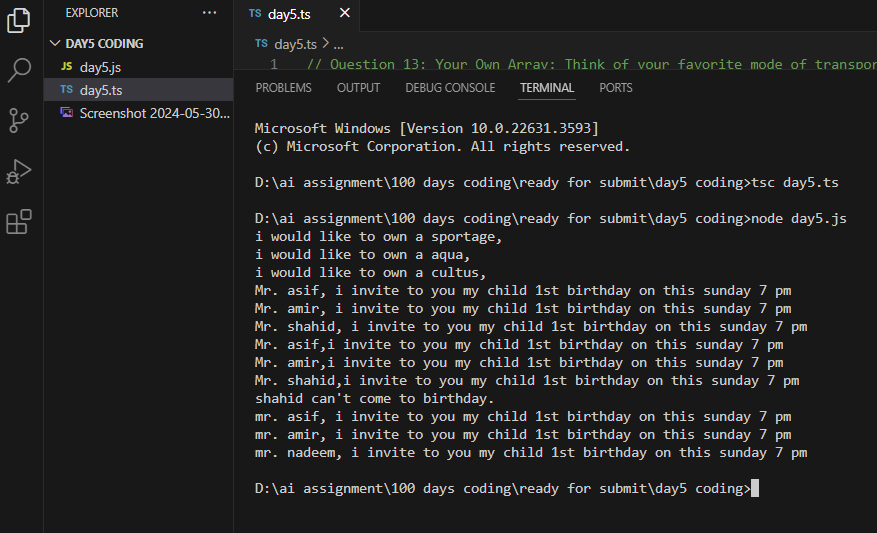 EXPLORER ···
DAY5 CODING
JS day5.js
TS day5.ts
Screenshot 2024-05-30...
TS day5.ts ×
TS day5.ts > ...
1 // Question 13: Your Own Array: Think of your favorite mode of transpor
PROBLEMS OUTPUT DEBUG CONSOLE TERMINAL PORTS
Microsoft Windows [Version 10.0.22631.3593]
(c) Microsoft Corporation. All rights reserved.
D:\ai assignment\100 days coding\ready for submit\day5 coding>tsc day5.ts
D:\ai assignment\100 days coding\ready for submit\day5 coding>node day5.js
i would like to own a sportage,
i would like to own a aqua,
i would like to own a cultus,
Mr. asif, i invite to you my child 1st birthday on this sunday 7 pm
Mr. amir, i invite to you my child 1st birthday on this sunday 7 pm
Mr. shahid, i invite to you my child 1st birthday on this sunday 7 pm
Mr. asif,i invite to you my child 1st birthday on this sunday 7 pm
Mr. amir,i invite to you my child 1st birthday on this sunday 7 pm
Mr. shahid,i invite to you my child 1st birthday on this sunday 7 pm
shahid can't come to birthday.
mr. asif, i invite to you my child 1st birthday on this sunday 7 pm
mr. amir, i invite to you my child 1st birthday on this sunday 7 pm
mr. nadeem, i invite to you my child 1st birthday on this sunday 7 pm
D:\ai assignment\100 days coding\ready for submit\day5 coding>